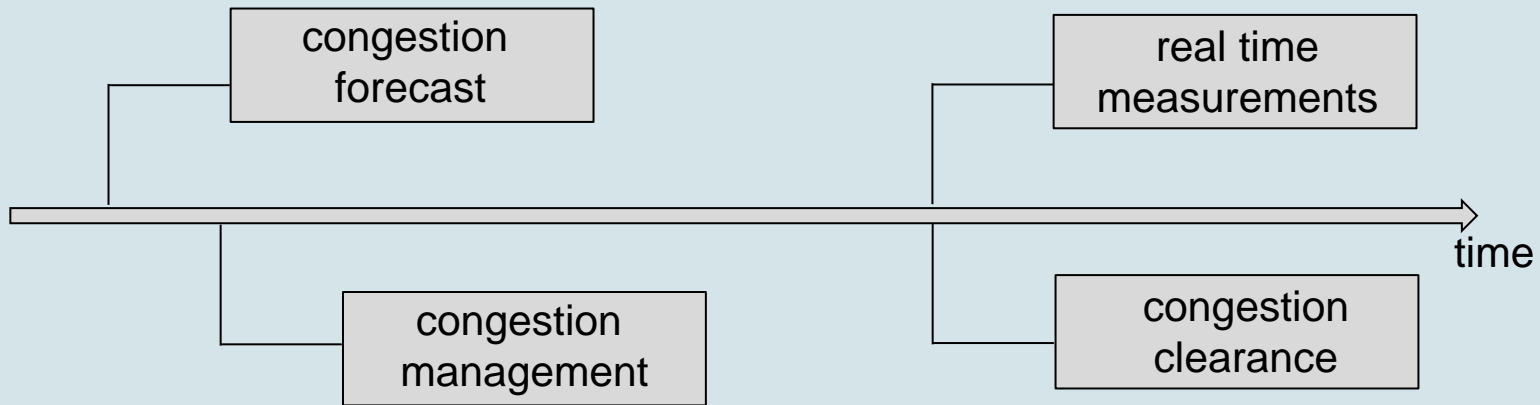 congestion
forecast
real time
measurements
time
congestion
management
congestion
clearance